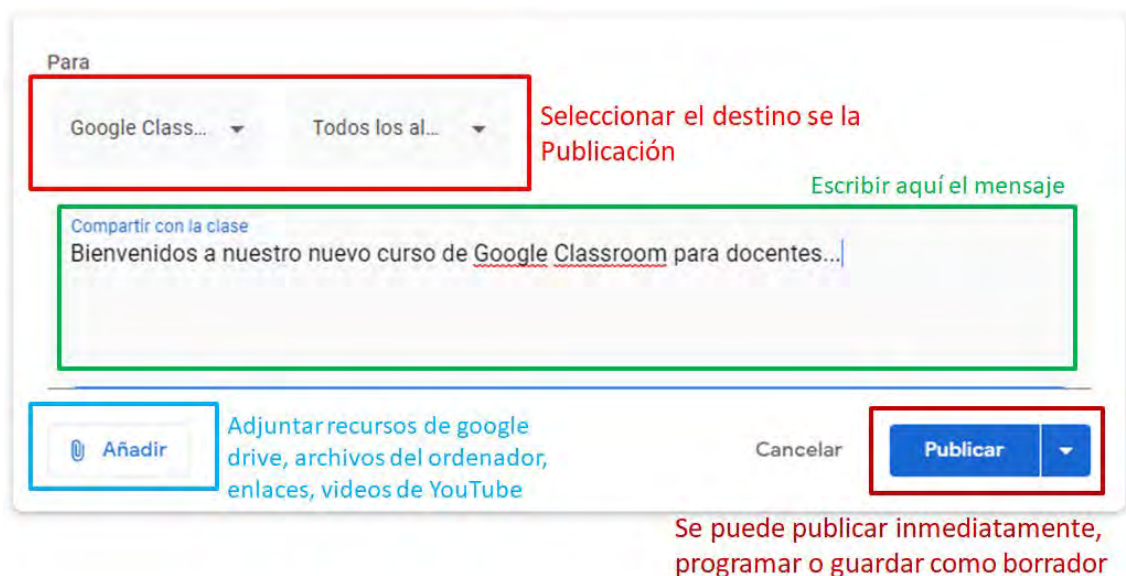 Para
Google Class...
Todos los al...
Seleccionar el destino se la
Publicación
Escribir aquí el mensaje
Compartir con la clase
Bienvenidos a nuestro nuevo curso de Google Classroom para docentes...
Añadir
Adjuntar recursos de google
drive, archivos del ordenador,
enlaces, videos de YouTube
Cancelar
Publicar
Se puede publicar inmediatamente,
programar o guardar como borrador